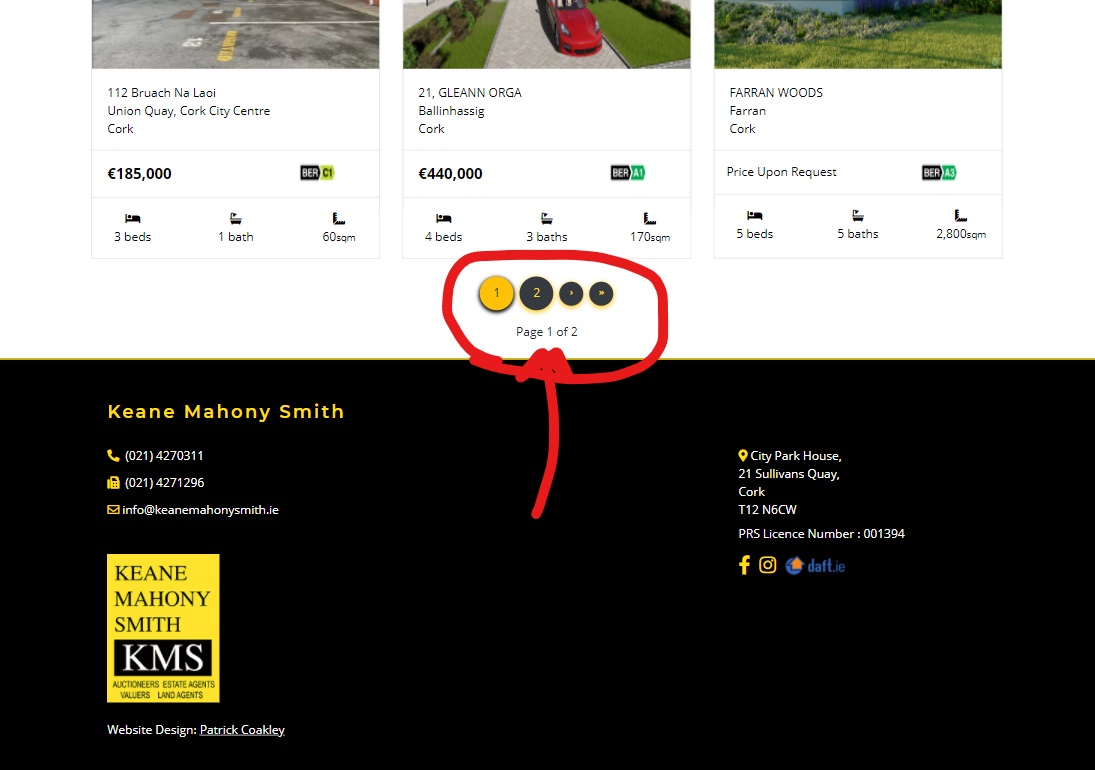 112 Bruach Na Laoi
Union Quay, Cork City Centre
Cork
€185,000
BER C1
3 beds
1 bath
60sqm
21, GLEANN ORGA
Ballinhassig
Cork
€440,000
BER A1
4 beds
3 baths
170sqm
FARRAN WOODS
Farran
Cork
Price Upon Request
BER A3
5 beds
5 baths
2,800sqm
1 2 › »
Page 1 of 2
Keane Mahony Smith
(021) 4270311
(021) 4271296
info@keanemahonysmith.ie
KEANE
MAHONY
SMITH
KMS
AUCTIONEERS ESTATE AGENTS
VALUERS LAND AGENTS
Website Design: Patrick Coakley
City Park House,
21 Sullivans Quay,
Cork
T12 N6CW
PRS Licence Number : 001394
daft.ie